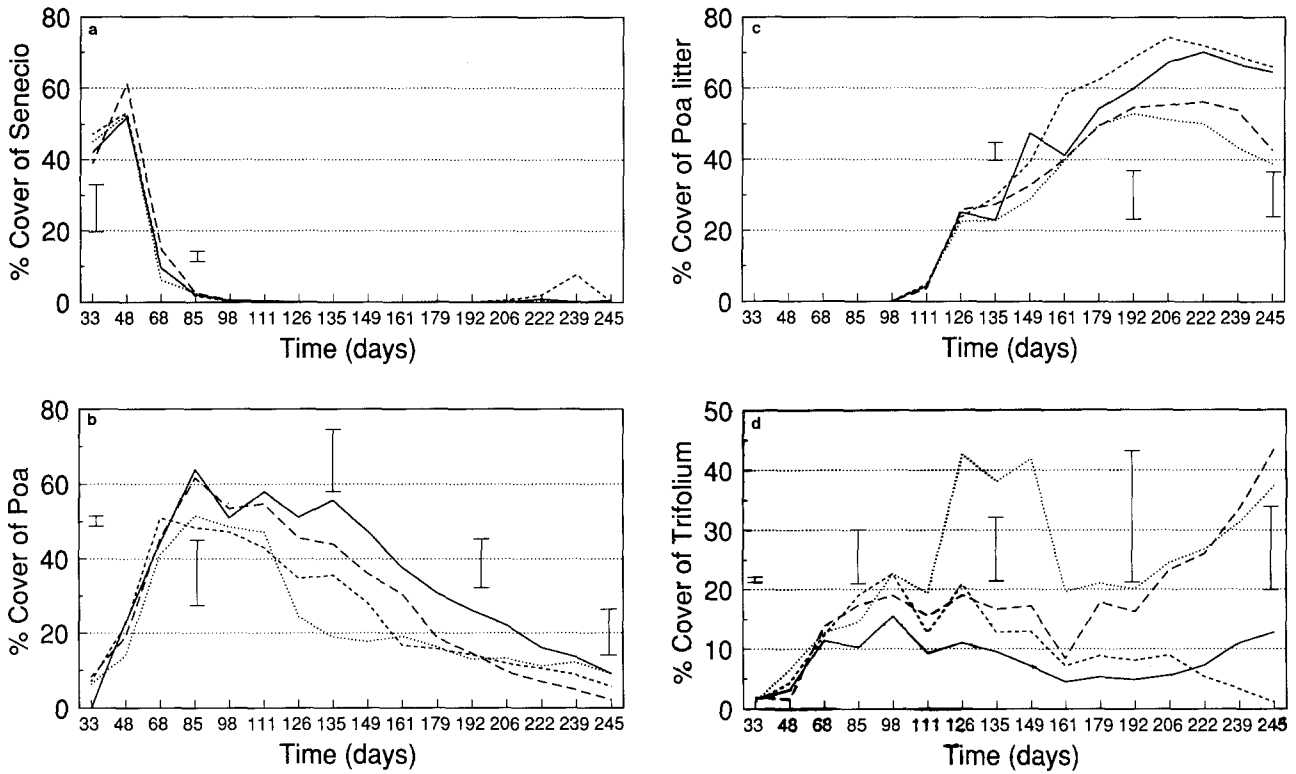 a
% Cover of Senecio
80
60
40
20
0
33 48 68 85 98 111 126 135 149 161 179 192 206 222 239 245
Time (days)
c
% Cover of Poa litter
80
60
40
20
0
33 48 68 85 98 111 126 135 149 161 179 192 206 222 239 245
Time (days)
b
% Cover of Poa
80
60
40
20
0
33 48 68 85 98 111 126 135 149 161 179 192 206 222 239 245
Time (days)
d
% Cover of Trifolium
50
40
30
20
10
0
33 48 68 85 98 111 126 135 149 161 179 192 206 222 239 245
Time (days)